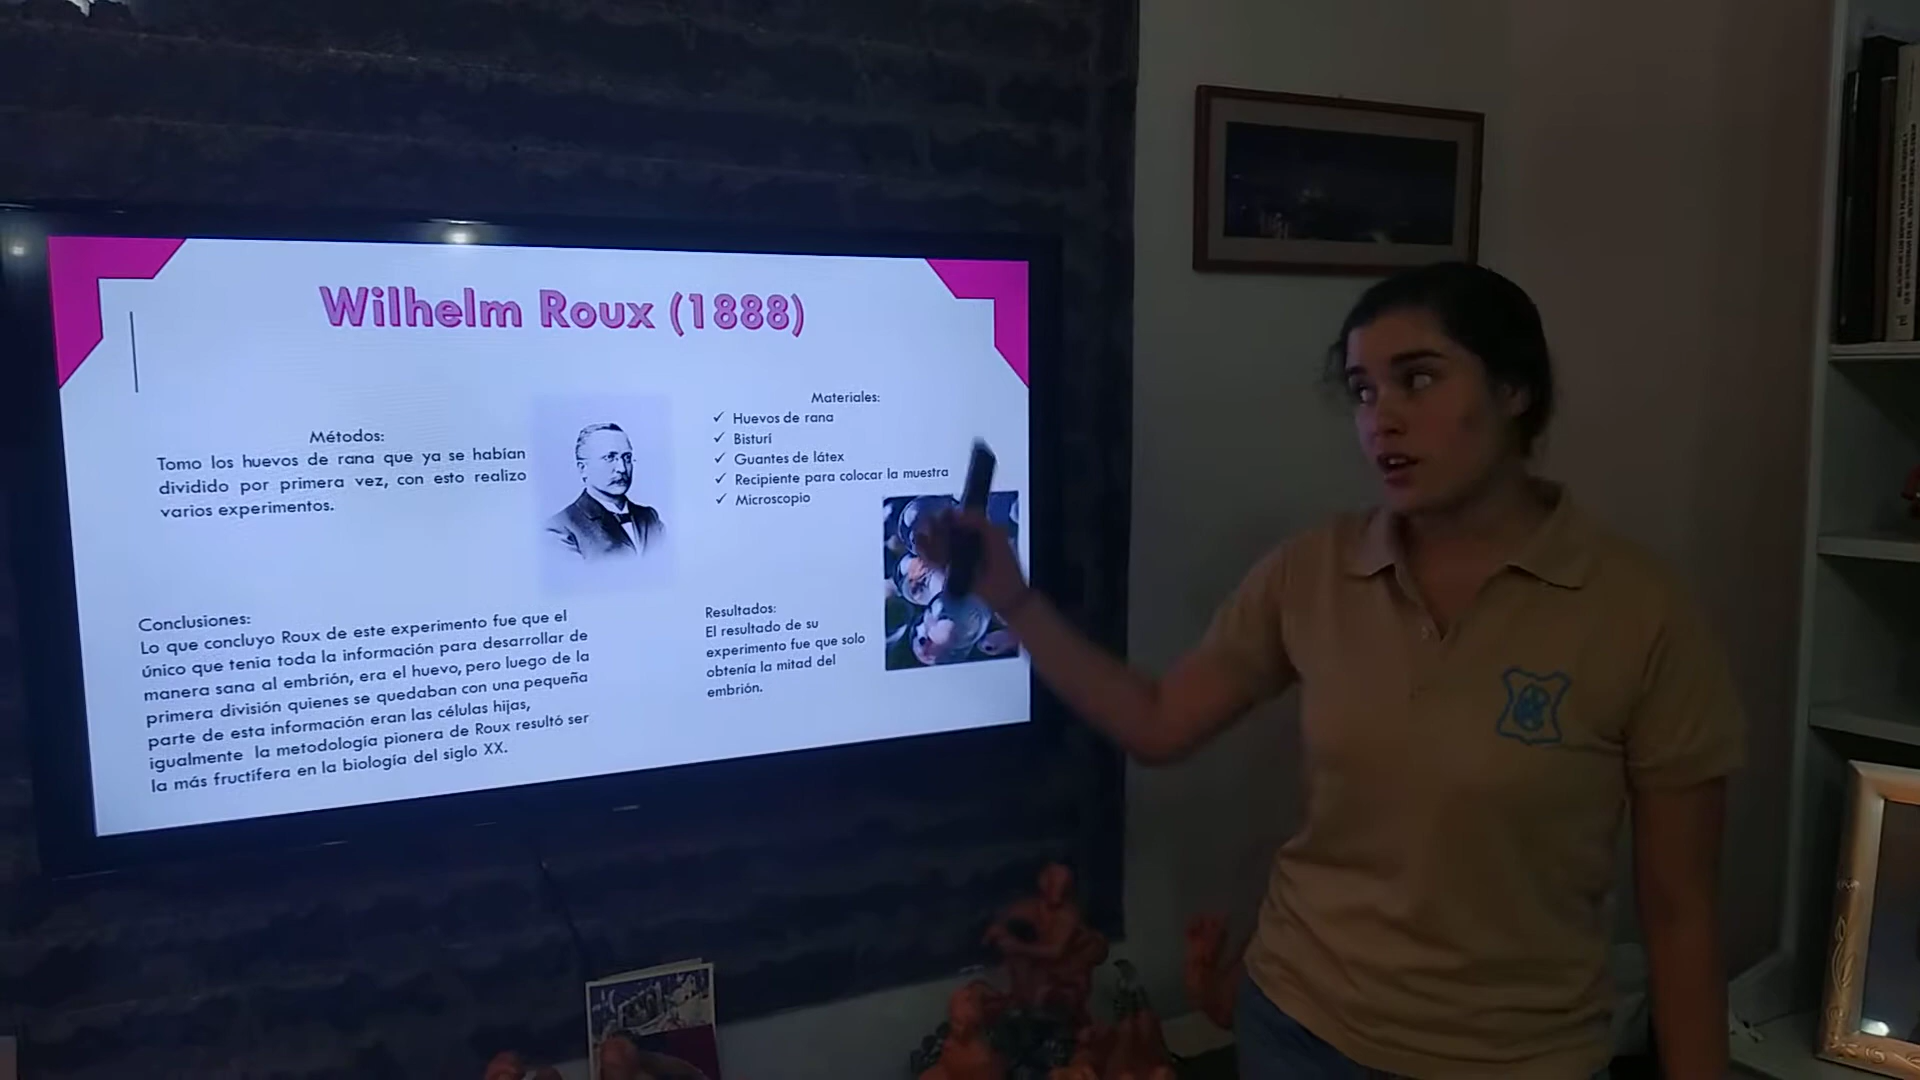 Wilhelm Roux (1888)
Métodos:
Tomo los huevos de rana que ya se habían
dividido por primera vez, con esto realizo
varios experimentos.
Materiales:
✓ Huevos de rana
✓ Bisturí
✓ Guantes de látex
✓ Recipiente para colocar la muestra
✓ Microscopio
Conclusiones:
Lo que concluyo Roux de este experimento fue que el
único que tenia toda la información para desarrollar de
manera sana al embrión, era el huevo, pero luego de la
primera división quienes se quedaban con una pequeña
parte de esta información eran las células hijas,
igualmente la metodología pionera de Roux resultó ser
la más fructífera en la biología del siglo XX.
Resultados:
El resultado de su
experimento fue que solo
obtenía la mitad del
embrión.